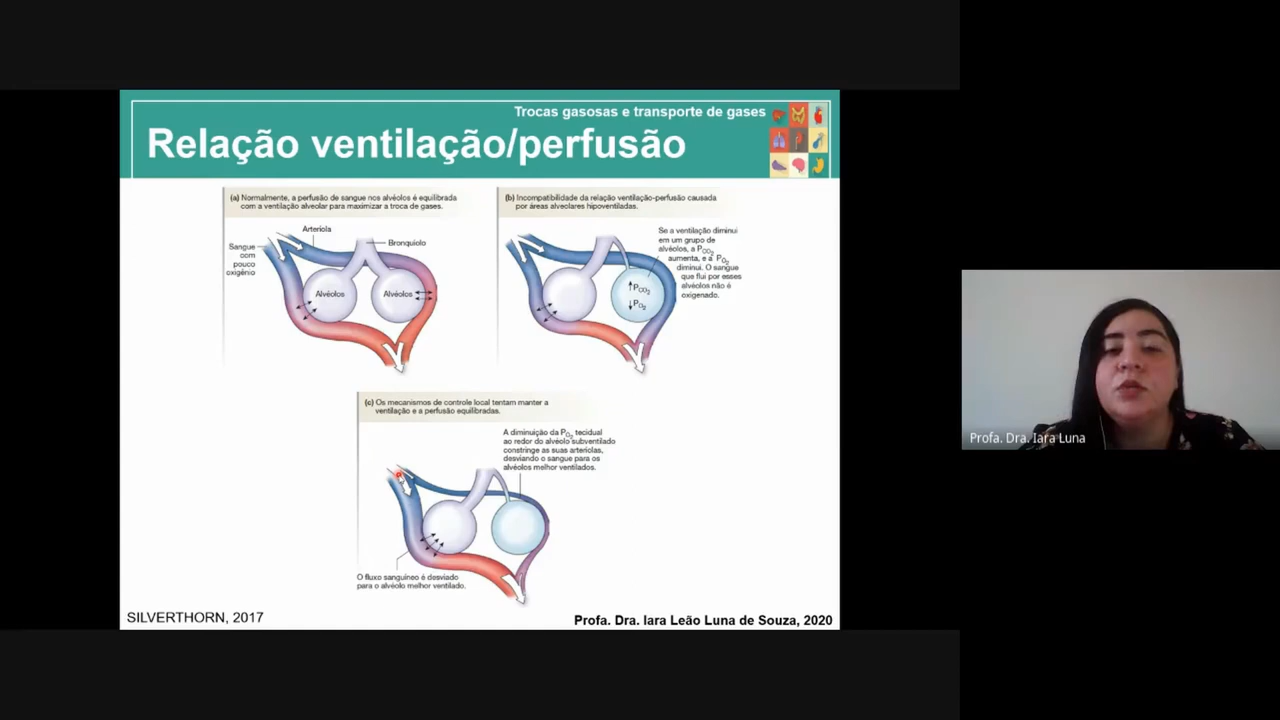 Trocas gasosas e transporte de gases
Relação ventilação/perfusão
(a) Normalmente, a perfusão de sangue nos alvéolos é equilibrada
com a ventilação alveolar para maximizar a troca de gases.
Arteríola
Bronquíolo
Sangue
com
pouco
oxigênio
Alvéolos
Alvéolos
(b) Incompatibilidade da relação ventilação-perfusão causada
por áreas alveolares hipoventiladas.
Se a ventilação diminui
em um grupo de
alvéolos, a PCO2
aumenta, e a PO2
diminui. O sangue
que flui por esses
alvéolos não é
oxigenado.
↑PCO2
↓PO2
(c) Os mecanismos de controle local tentam manter a
ventilação e a perfusão equilibradas.
A diminuição da PO2 tecidual
ao redor do alvéolo subventilado
constringe as suas arteríolas,
desviando o sangue para os
alvéolos melhor ventilados.
O fluxo sanguíneo é desviado
para o alvéolo melhor ventilado.
SILVERTHORN, 2017
Profa. Dra. Iara Leão Luna de Souza, 2020
Profa. Dra. Iara Luna